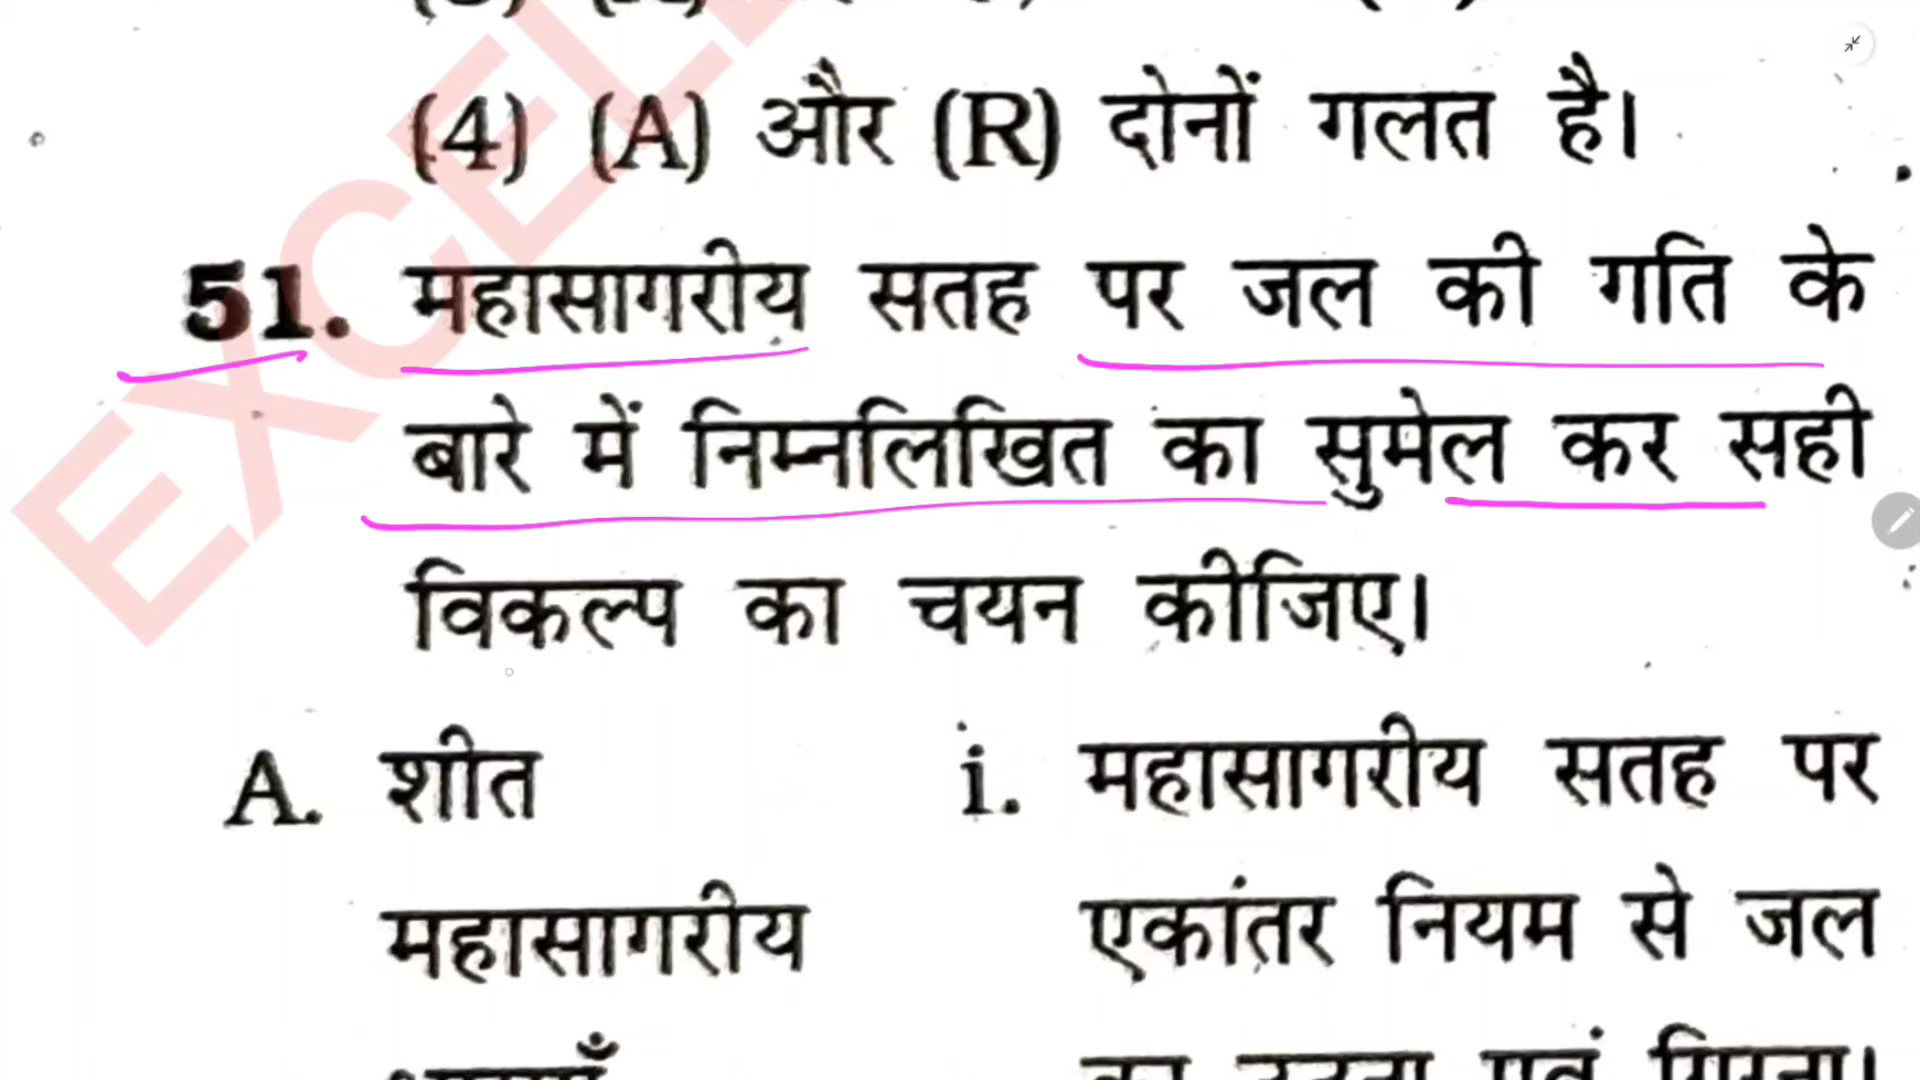 (4) (A) और (R) दोनों गलत है।
51. महासागरीय सतह पर जल की गति के
बारे में निम्नलिखित का सुमेल कर सही
विकल्प का चयन कीजिए।
A. शीत
i. महासागरीय सतह पर
महासागरीय
एकांतर नियम से जल
EXCEL